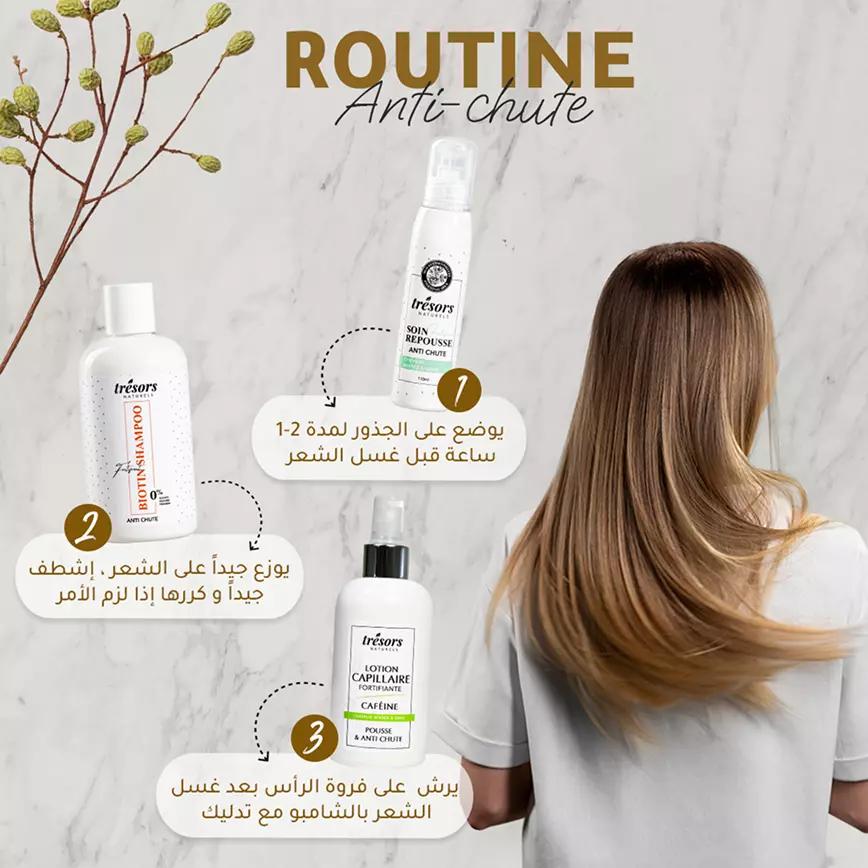 ROUTINE
Anti-chute
trésors
NATURELS
SOIN
REPOUSSE
ANTI CHUTE
1
يوضع على الجذور لمدة 2-1
ساعة قبل غسل الشعر
trésors
NATURELS
BIOTIN SHAMPOO
0%
ANTI CHUTE
2
يوزع جيداً على الشعر ، إشطف
جيداً و كررها إذا لزم الأمر
trésors
NATURELS
LOTION
CAPILLAIRE
FORTIFIANTE
CAFÉINE
POUSSE
& ANTI CHUTE
3
يرش على فروة الرأس بعد غسل
الشعر بالشامبو مع تدليك